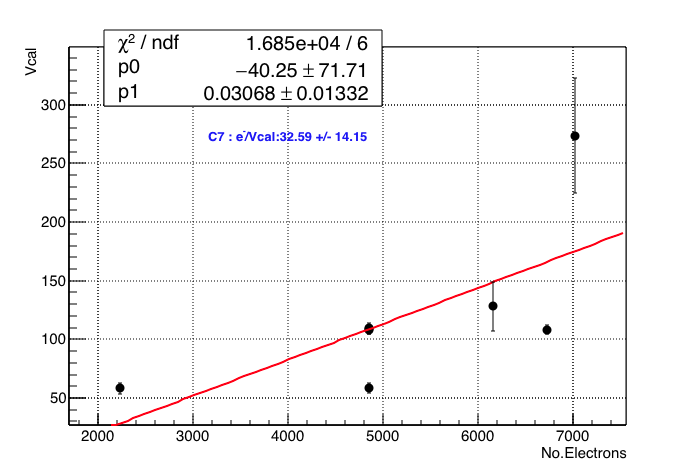 χ² / ndf 1.685e+04 / 6
p0 −40.25 ± 71.71
p1 0.03068 ± 0.01332
Vcal
C7 : e⁻/Vcal:32.59 +/- 14.15
300
250
200
150
100
50
2000 3000 4000 5000 6000 7000
No.Electrons